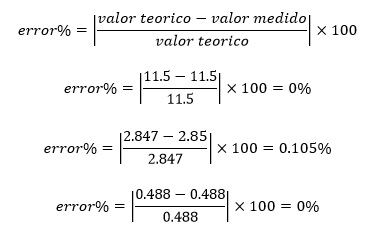 error% = |valor teorico − valor medido / valor teorico| × 100
error% = |11.5 − 11.5 / 11.5| × 100 = 0%
error% = |2.847 − 2.85 / 2.847| × 100 = 0.105%
error% = |0.488 − 0.488 / 0.488| × 100 = 0%